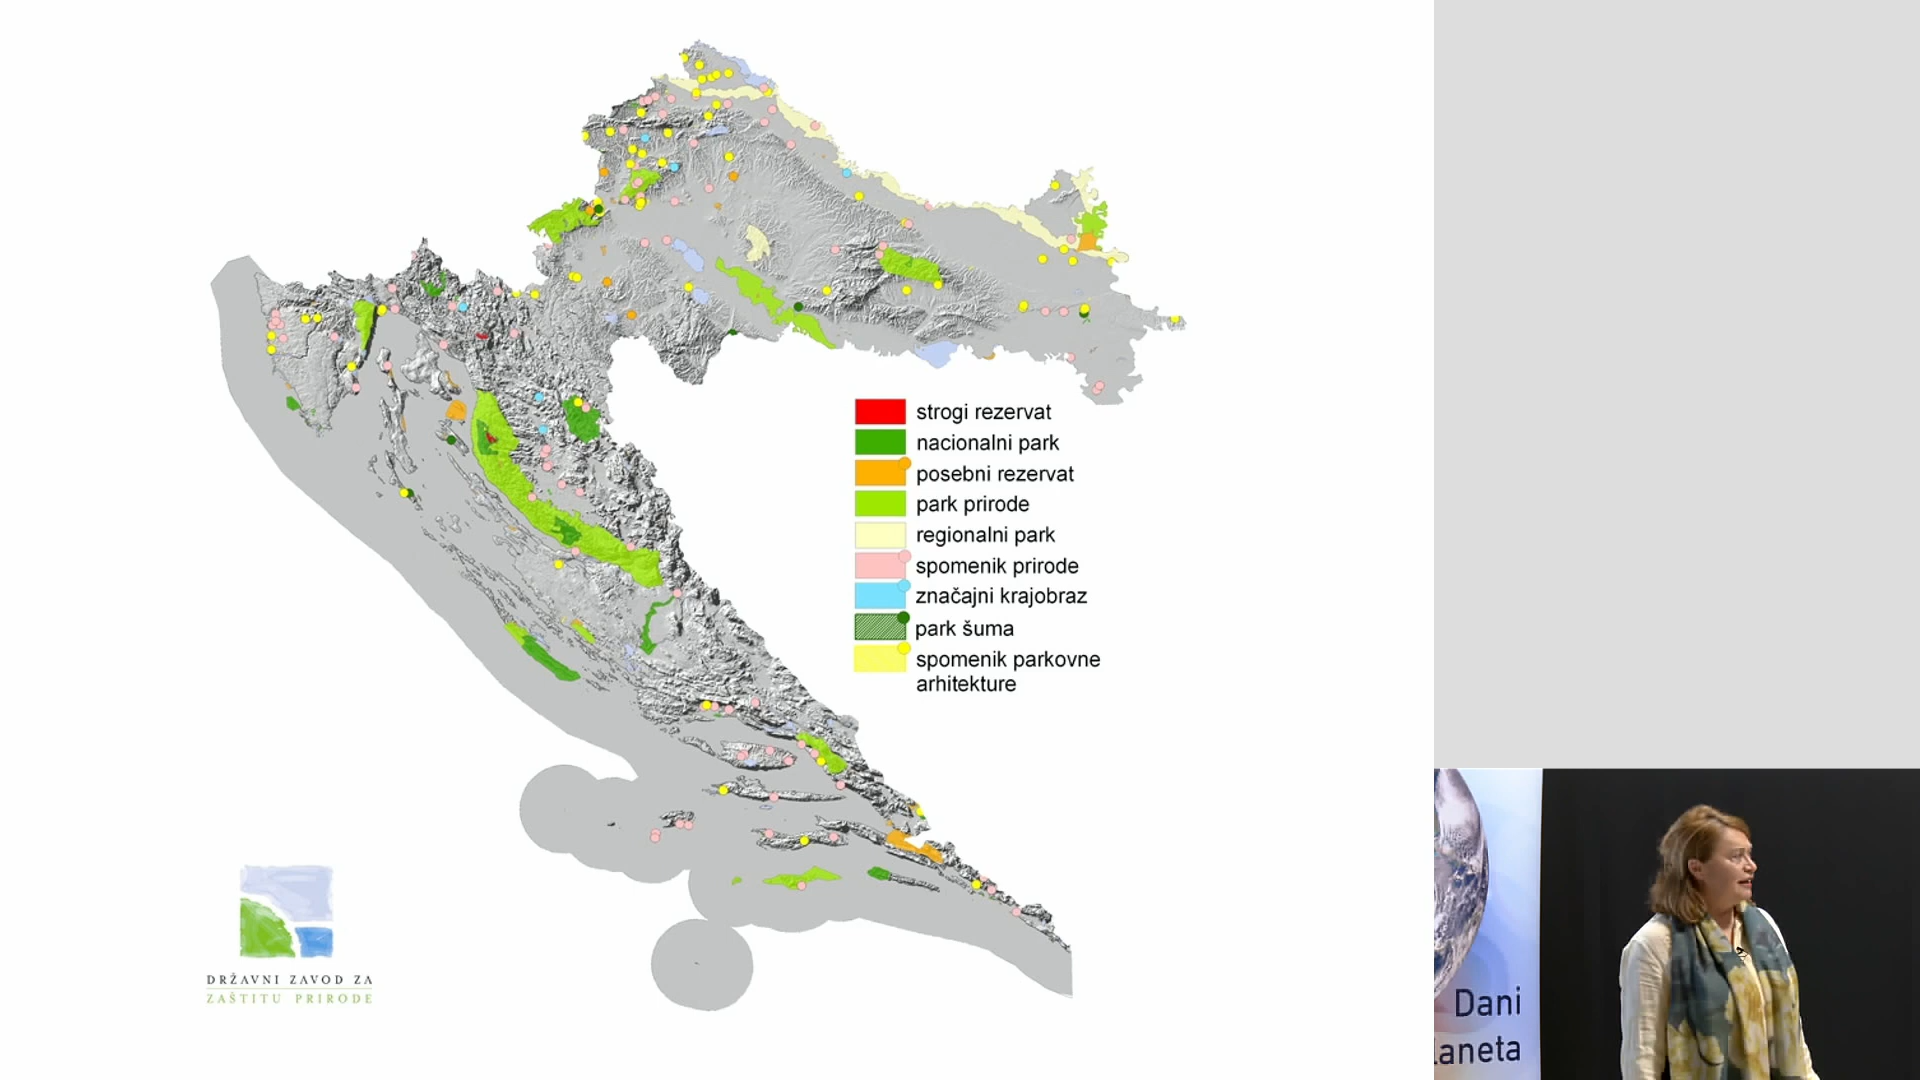 strogi rezervat
nacionalni park
posebni rezervat
park prirode
regionalni park
spomenik prirode
značajni krajobraz
park šuma
spomenik parkovne
arhitekture
DRŽAVNI ZAVOD ZA
ZAŠTITU PRIRODE
Dani
laneta